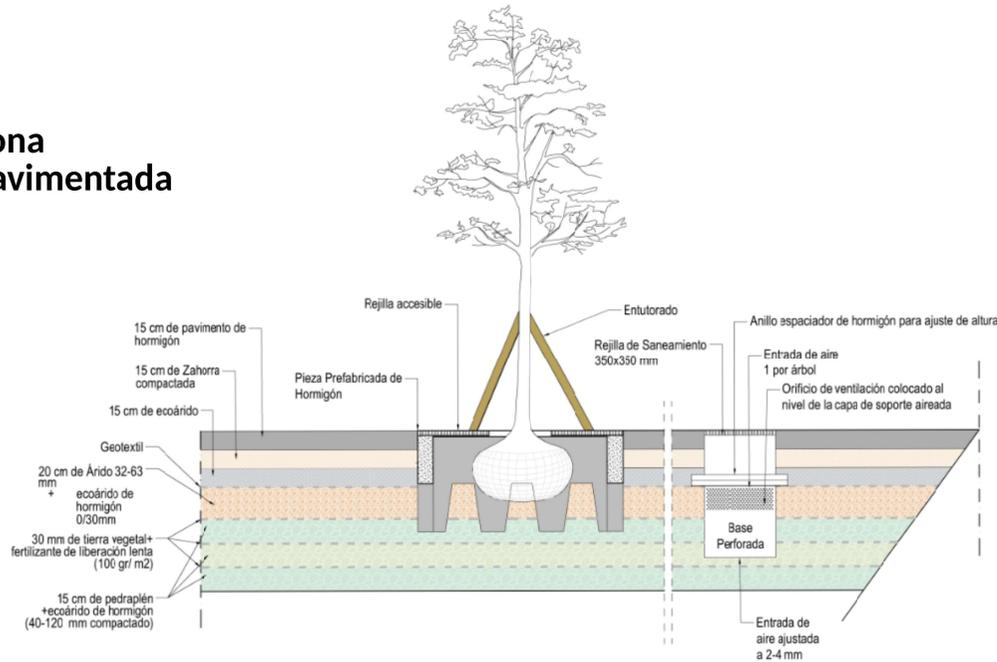 ona
avimentada
Rejilla accesible
Entutorado
15 cm de pavimento de
hormigón
Anillo espaciador de hormigón para ajuste de altura
Rejilla de Saneamiento
350x350 mm
Entrada de aire
1 por árbol
15 cm de Zahorra
compactada
Pieza Prefabricada de
Hormigón
Orificio de ventilación colocado al
nivel de la capa de soporte aireada
15 cm de ecoárido
Geotextil
20 cm de Árido 32-63
mm
+ ecoárido de
hormigón
0/30mm
30 mm de tierra vegetal+
fertilizante de liberación lenta
(100 gr/ m2)
15 cm de pedraplén
+ecoárido de hormigón
(40-120 mm compactado)
Base
Perforada
Entrada de
aire ajustada
a 2-4 mm